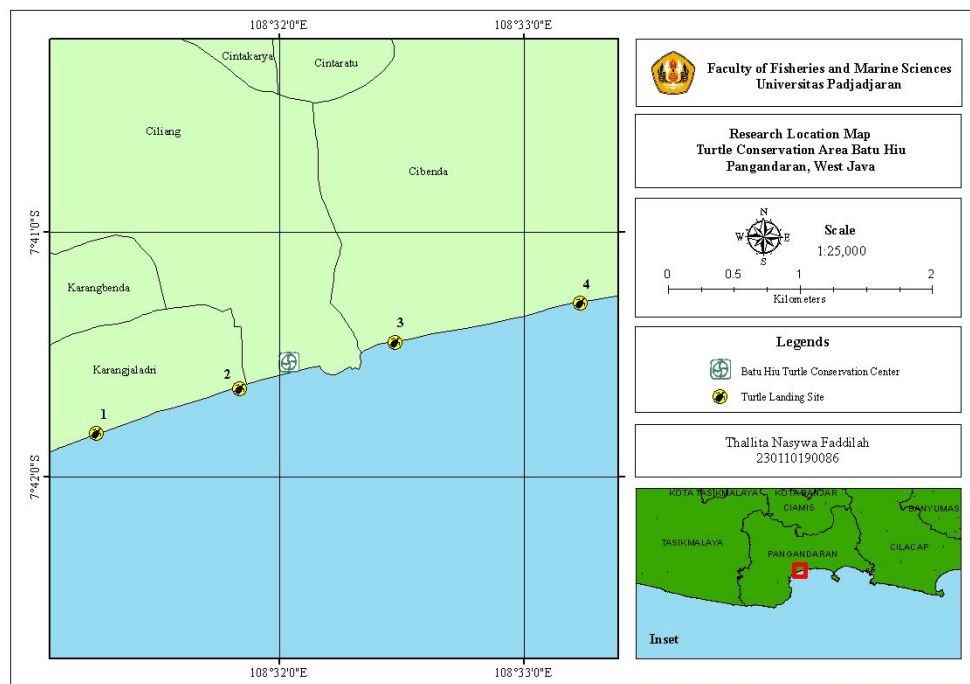 108°32'0"E 108°33'0"E
Cintakarya
Cintaratu
Ciliang
Cibenda
7°41'0"S
Karangbenda
4
3
Karangjaladri
2
1
7°42'0"S
108°32'0"E 108°33'0"E
Faculty of Fisheries and Marine Sciences
Universitas Padjadjaran
Research Location Map
Turtle Conservation Area Batu Hiu
Pangandaran, West Java
N
W E
S
Scale
1:25,000
0 0.5 1 2
Kilometers
Legends
Batu Hiu Turtle Conservation Center
Turtle Landing Site
Thallita Nasywa Faddilah
230110190086
KOTA TASIKMALAYA
KOTA BANJAR
CIAMIS
BANYUMAS
TASIKMALAYA
PANGANDARAN
CILACAP
Inset